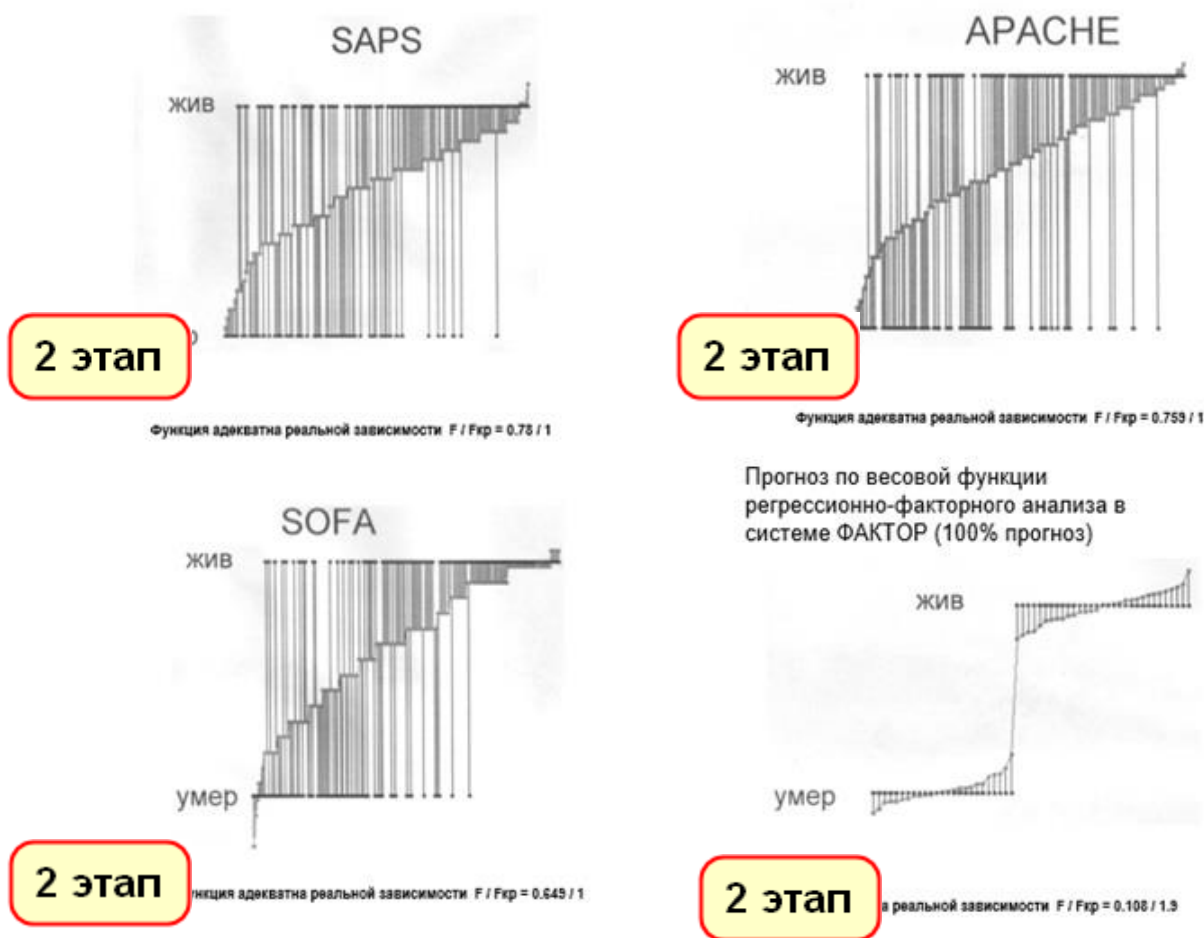 SAPS
жив
2 этап
Функция адекватна реальной зависимости F / Fкр = 0.78 / 1
APACHE
жив
2 этап
Функция адекватна реальной зависимости F / Fкр = 0.759 / 1
SOFA
жив
умер
2 этап
ункция адекватна реальной зависимости F / Fкр = 0.649 / 1
Прогноз по весовой функции
регрессионно-факторного анализа в
системе ФАКТОР (100% прогноз)
жив
умер
2 этап
а реальной зависимости F / Fкр = 0.108 / 1.9